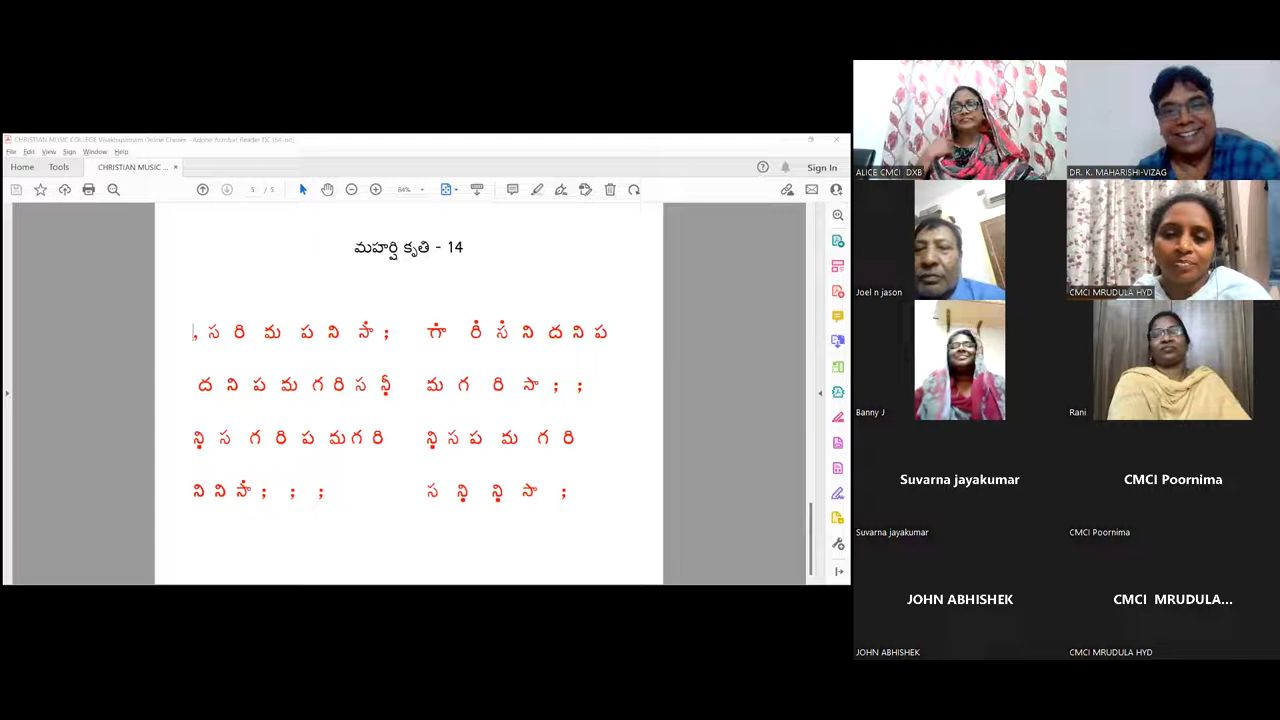 CHRISTIAN MUSIC COLLEGE Visakhapatnam Online Classes - Adobe Acrobat Reader DC (64-bit)
File Edit View Sign Window Help
Home Tools CHRISTIAN MUSIC ... × Sign In
5 / 5 84%
మహర్షి కృతి - 14
, స రి మ ప ని సా̇ ; గా̇ రి̇ స̇ ని ద ని ప
ద ని ప మ గ రి స నీ̣ మ గ రి సా ; ;
ని̣ స గ రి ప మ గ రి ని̣ స ప మ గ రి
ని ని సా̇ ; ; ; స ని̣ ని̣ సా ;
ALICE CMCI DXB
DR. K. MAHARISHI-VIZAG
Joel n jason
CMCI MRUDULA HYD
Banny J
Rani
Suvarna jayakumar
CMCI Poornima
Suvarna jayakumar
CMCI Poornima
JOHN ABHISHEK
CMCI MRUDULA...
JOHN ABHISHEK
CMCI MRUDULA HYD